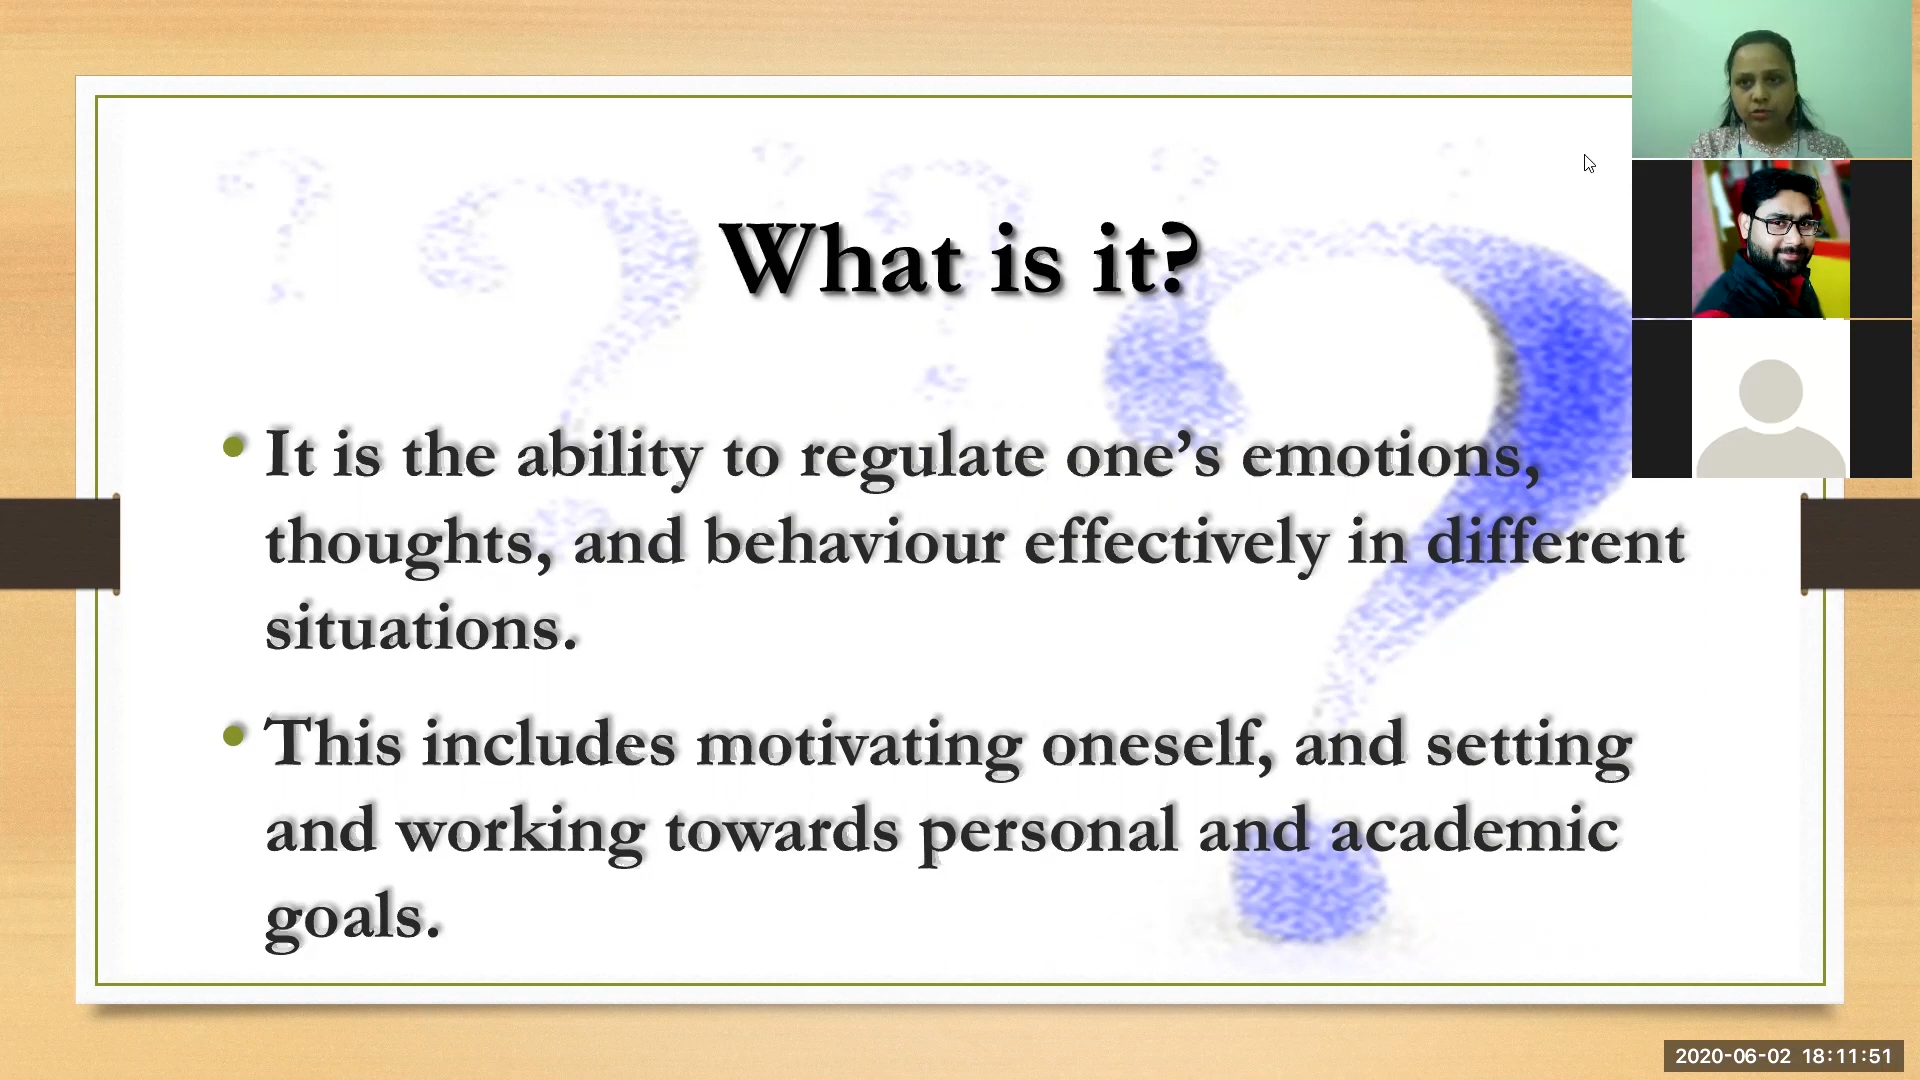 What is it?
• It is the ability to regulate one’s emotions,
thoughts, and behaviour effectively in different
situations.
• This includes motivating oneself, and setting
and working towards personal and academic
goals.
2020-06-02 18:11:51